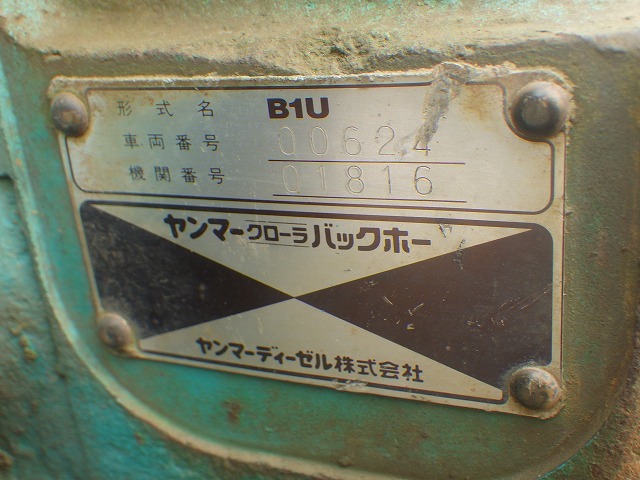 形式名 B1U
車両番号 00624
機関番号 01816
ヤンマークローラバックホー
ヤンマーディーゼル株式会社